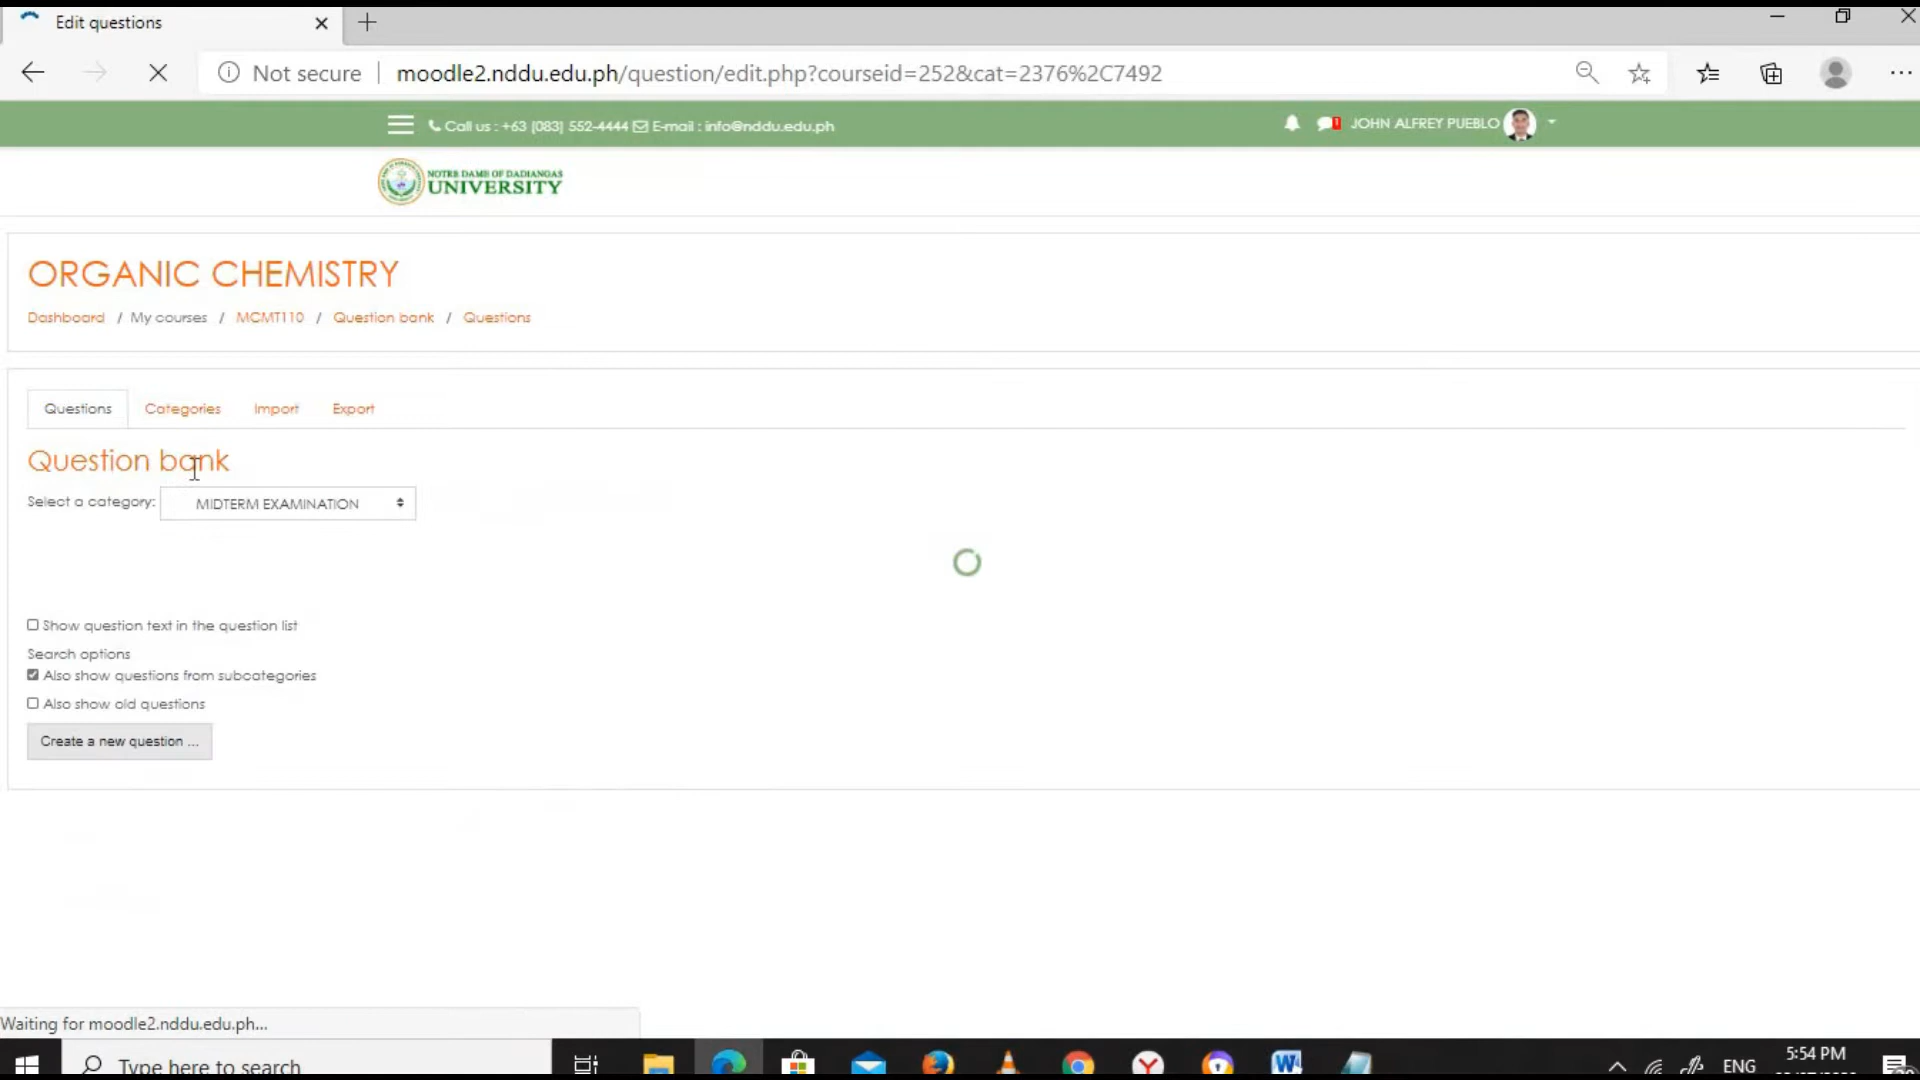 Edit questions
Not secure
moodle2.nddu.edu.ph/question/edit.php?courseid=252&cat=2376%2C7492
Call us : +63 (083) 552-4444 E-mail : info@nddu.edu.ph
1
JOHN ALFREY PUEBLO
NOTRE DAME OF DADIANGAS
UNIVERSITY
ORGANIC CHEMISTRY
Dashboard / My courses / MCMT110 / Question bank / Questions
Questions Categories Import Export
Question bank
Select a category: MIDTERM EXAMINATION
Show question text in the question list
Search options
Also show questions from subcategories
Also show old questions
Create a new question ...
Waiting for moodle2.nddu.edu.ph...
Type here to search
ENG
5:54 PM